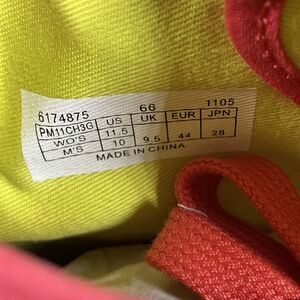 6174875 66 1105
PM11CH3G US UK EUR JPN
WO'S 11.5 9.5 44 28
M'S 10
MADE IN CHINA